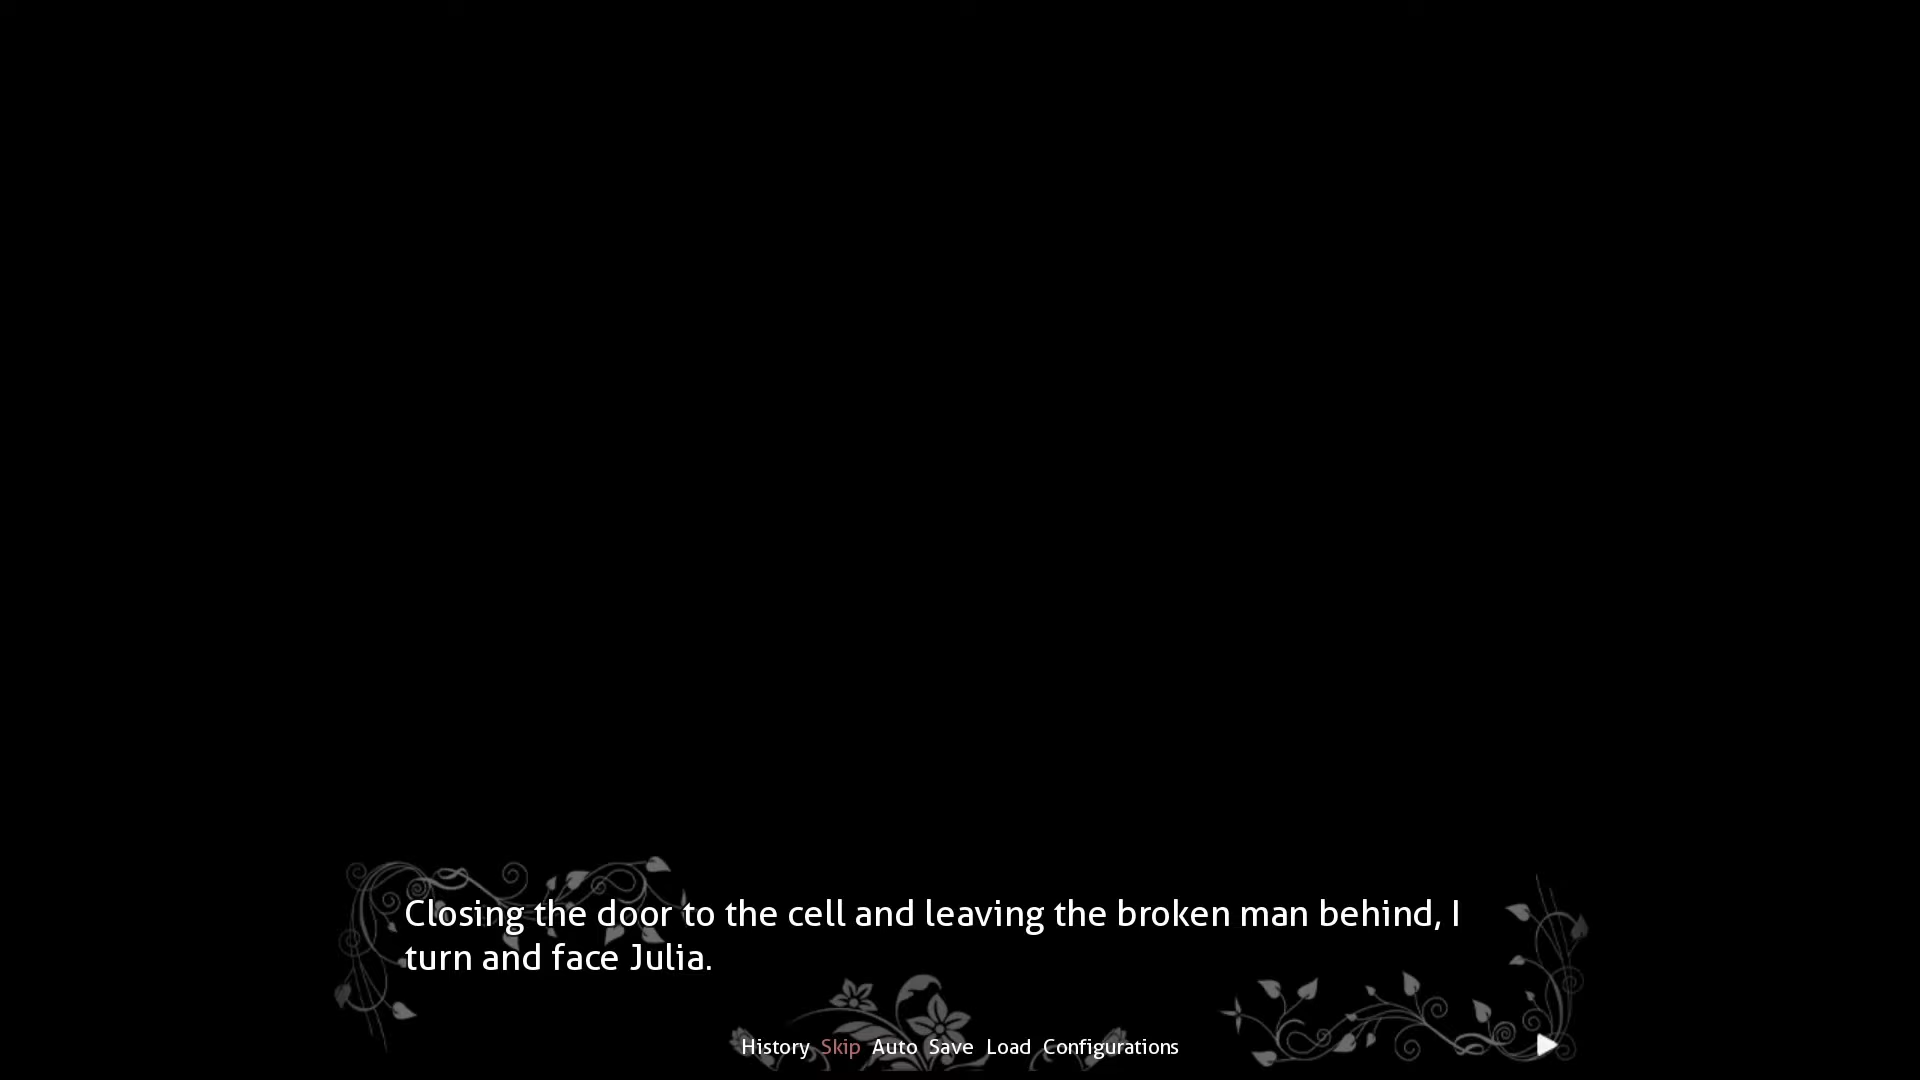 Closing the door to the cell and leaving the broken man behind, I
turn and face Julia.
History Skip Auto Save Load Configurations